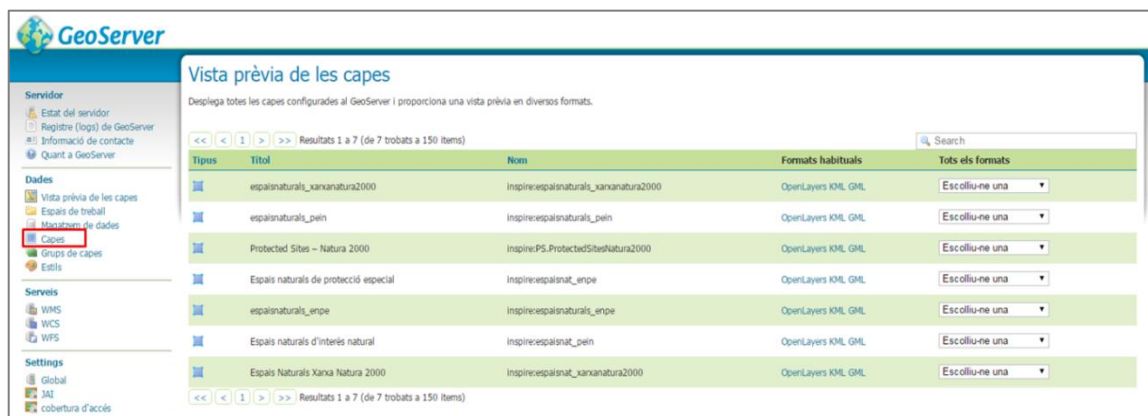 GeoServer
Servidor
Estat del servidor
Registre (logs) de GeoServer
Informació de contacte
Quant a GeoServer
Dades
Vista prèvia de les capes
Espais de treball
Magatzem de dades
Capes
Grups de capes
Estils
Serveis
WMS
WCS
WFS
Settings
Global
JAI
cobertura d'accés
Vista prèvia de les capes
Desplega totes les capes configurades al GeoServer i proporciona una vista prèvia en diversos formats.
<< < 1 > >> Resultats 1 a 7 (de 7 trobats a 150 items) Search
Tipus Títol Nom Formats habituals Tots els formats
espaisnaturals_xarxanatura2000 inspire:espaisnaturals_xarxanatura2000 OpenLayers KML GML Escolliu-ne una
espaisnaturals_pein inspire:espaisnaturals_pein OpenLayers KML GML Escolliu-ne una
Protected Sites – Natura 2000 inspire:PS.ProtectedSitesNatura2000 OpenLayers KML GML Escolliu-ne una
Espais naturals de protecció especial inspire:espaisnat_enpe OpenLayers KML GML Escolliu-ne una
espaisnaturals_enpe inspire:espaisnaturals_enpe OpenLayers KML GML Escolliu-ne una
Espais naturals d'interès natural inspire:espaisnat_pein OpenLayers KML GML Escolliu-ne una
Espais Naturals Xarxa Natura 2000 inspire:espaisnat_xarxanatura2000 OpenLayers KML GML Escolliu-ne una
<< < 1 > >> Resultats 1 a 7 (de 7 trobats a 150 items)